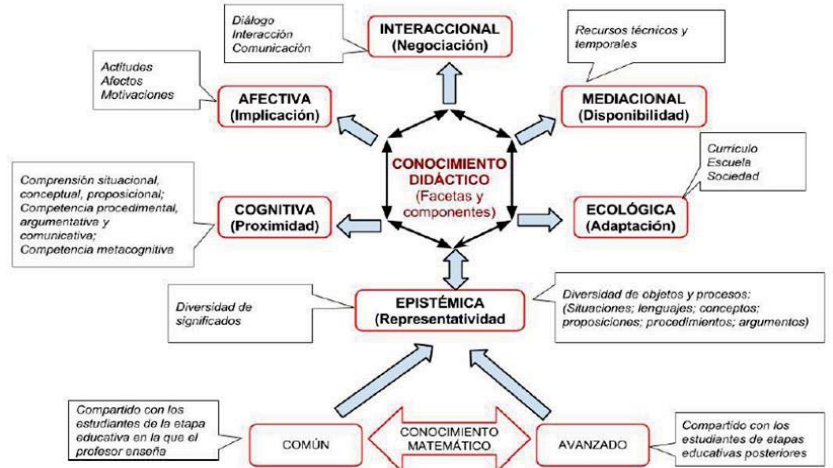 Diálogo
Interacción
Comunicación
INTERACCIONAL
(Negociación)
Recursos técnicos y
temporales
Actitudes
Afectos
Motivaciones
AFECTIVA
(Implicación)
MEDIACIONAL
(Disponibilidad)
CONOCIMIENTO
DIDÁCTICO
(Facetas y
componentes)
Currículo
Escuela
Sociedad
Comprensión situacional,
conceptual, proposicional;
Competencia procedimental,
argumentativa y
comunicativa;
Competencia metacognitiva
COGNITIVA
(Proximidad)
ECOLÓGICA
(Adaptación)
Diversidad de
significados
EPISTÉMICA
(Representatividad
Diversidad de objetos y procesos:
(Situaciones; lenguajes; conceptos;
proposiciones; procedimientos; argumentos)
Compartido con los
estudiantes de la etapa
educativa en la que el
profesor enseña
COMÚN
CONOCIMIENTO
MATEMÁTICO
AVANZADO
Compartido con los
estudiantes de etapas
educativas posteriores